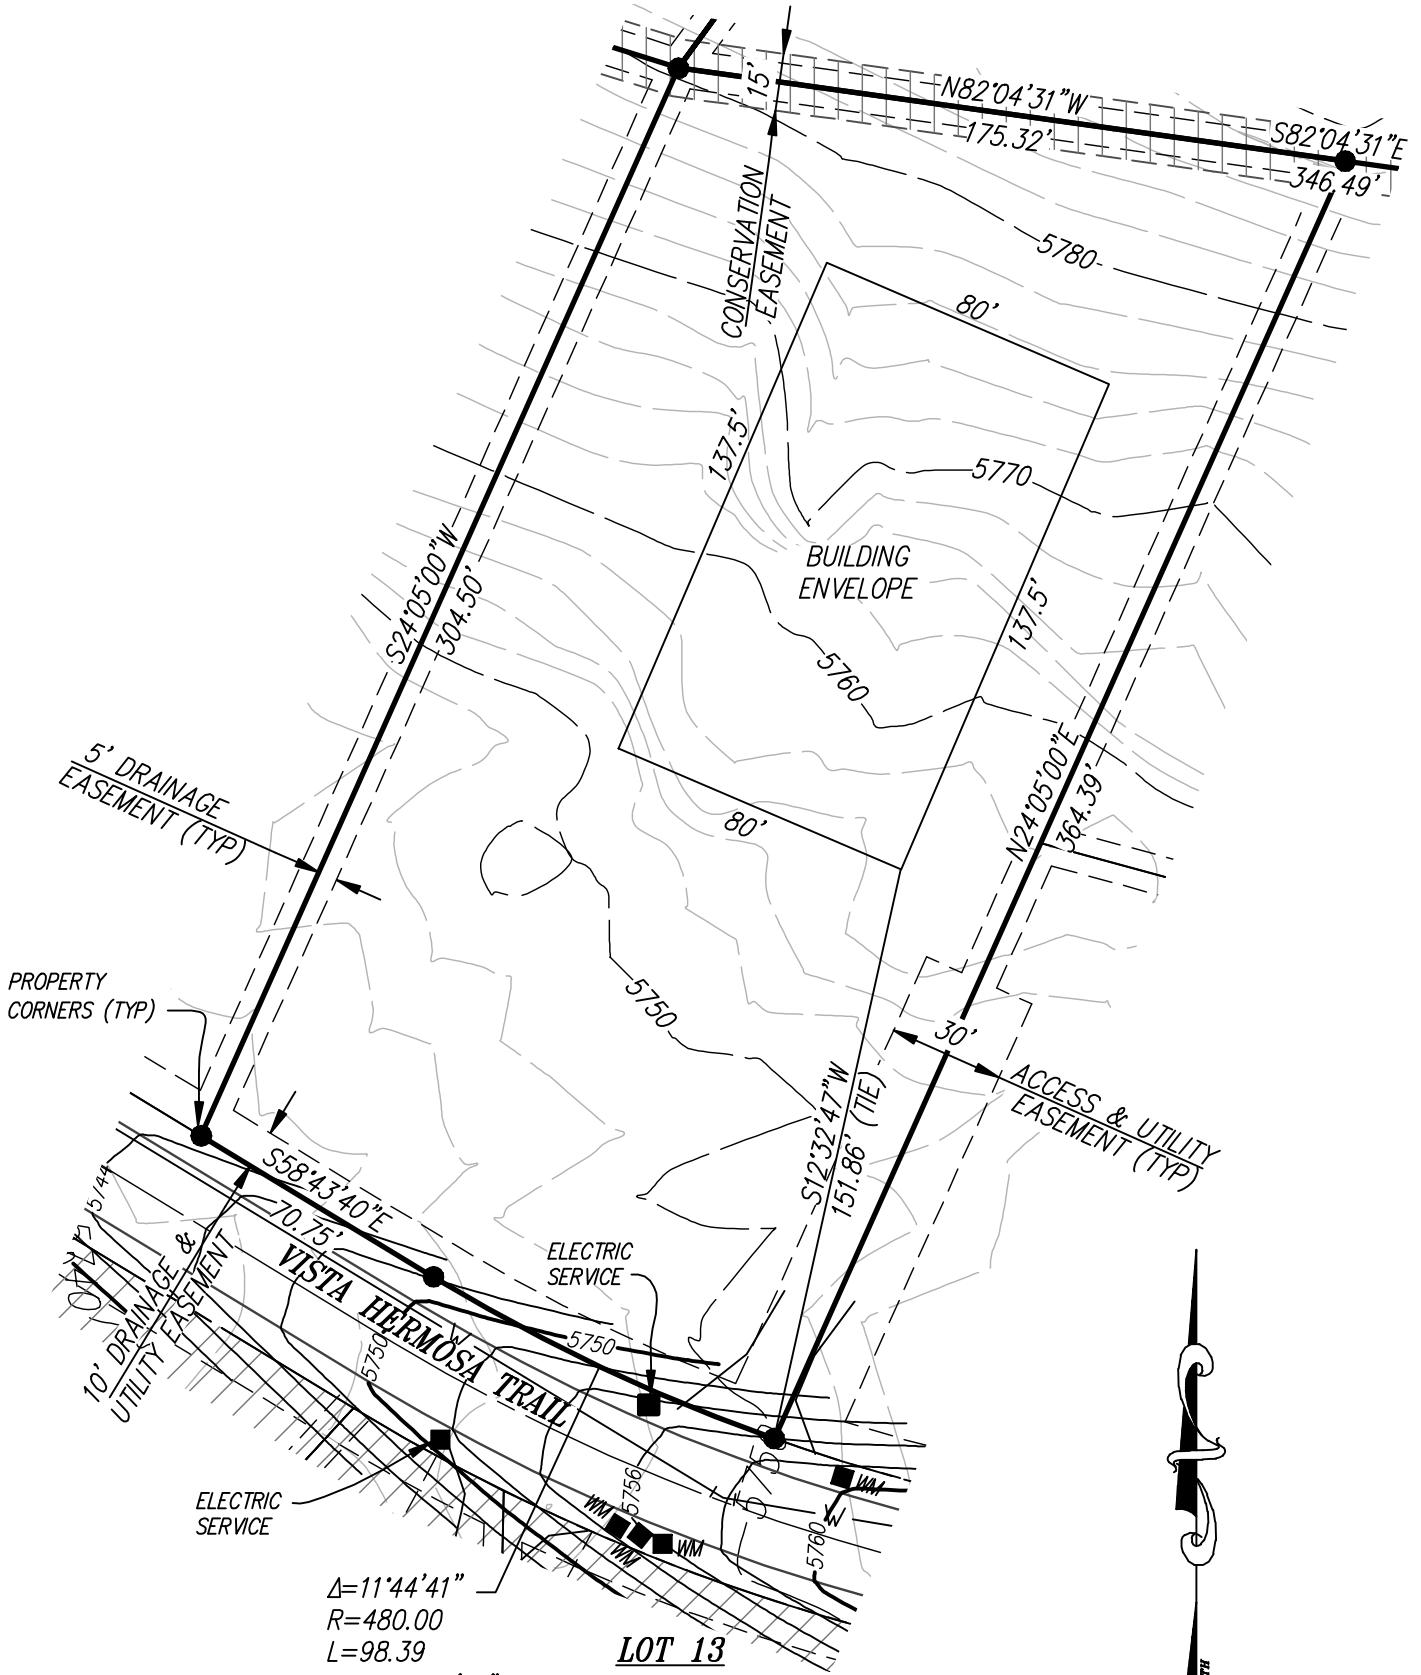 15'
N82°04'31"W
175.32'
S82°04'31"E
346.49'
CONSERVATION
EASEMENT
5780
80'
137.5'
5770
BUILDING
ENVELOPE
S24°05'00"W
304.50'
137.5'
5760
5' DRAINAGE
EASEMENT (TYP)
80'
N24°05'00"E
364.39'
PROPERTY
CORNERS (TYP)
5750
30'
ACCESS & UTILITY
EASEMENT (TYP)
S12°32'47"W
151.86' (TIE)
S58°43'40"E
70.75'
5744
10' DRAINAGE &
UTILITY EASEMENT
VISTA HERMOSA TRAIL
W
ELECTRIC
SERVICE
5750
5750
ELECTRIC
SERVICE
5756
WM
WM
WM
WM
W
5760
Δ=11°44'41"
R=480.00
L=98.39
LOT 13